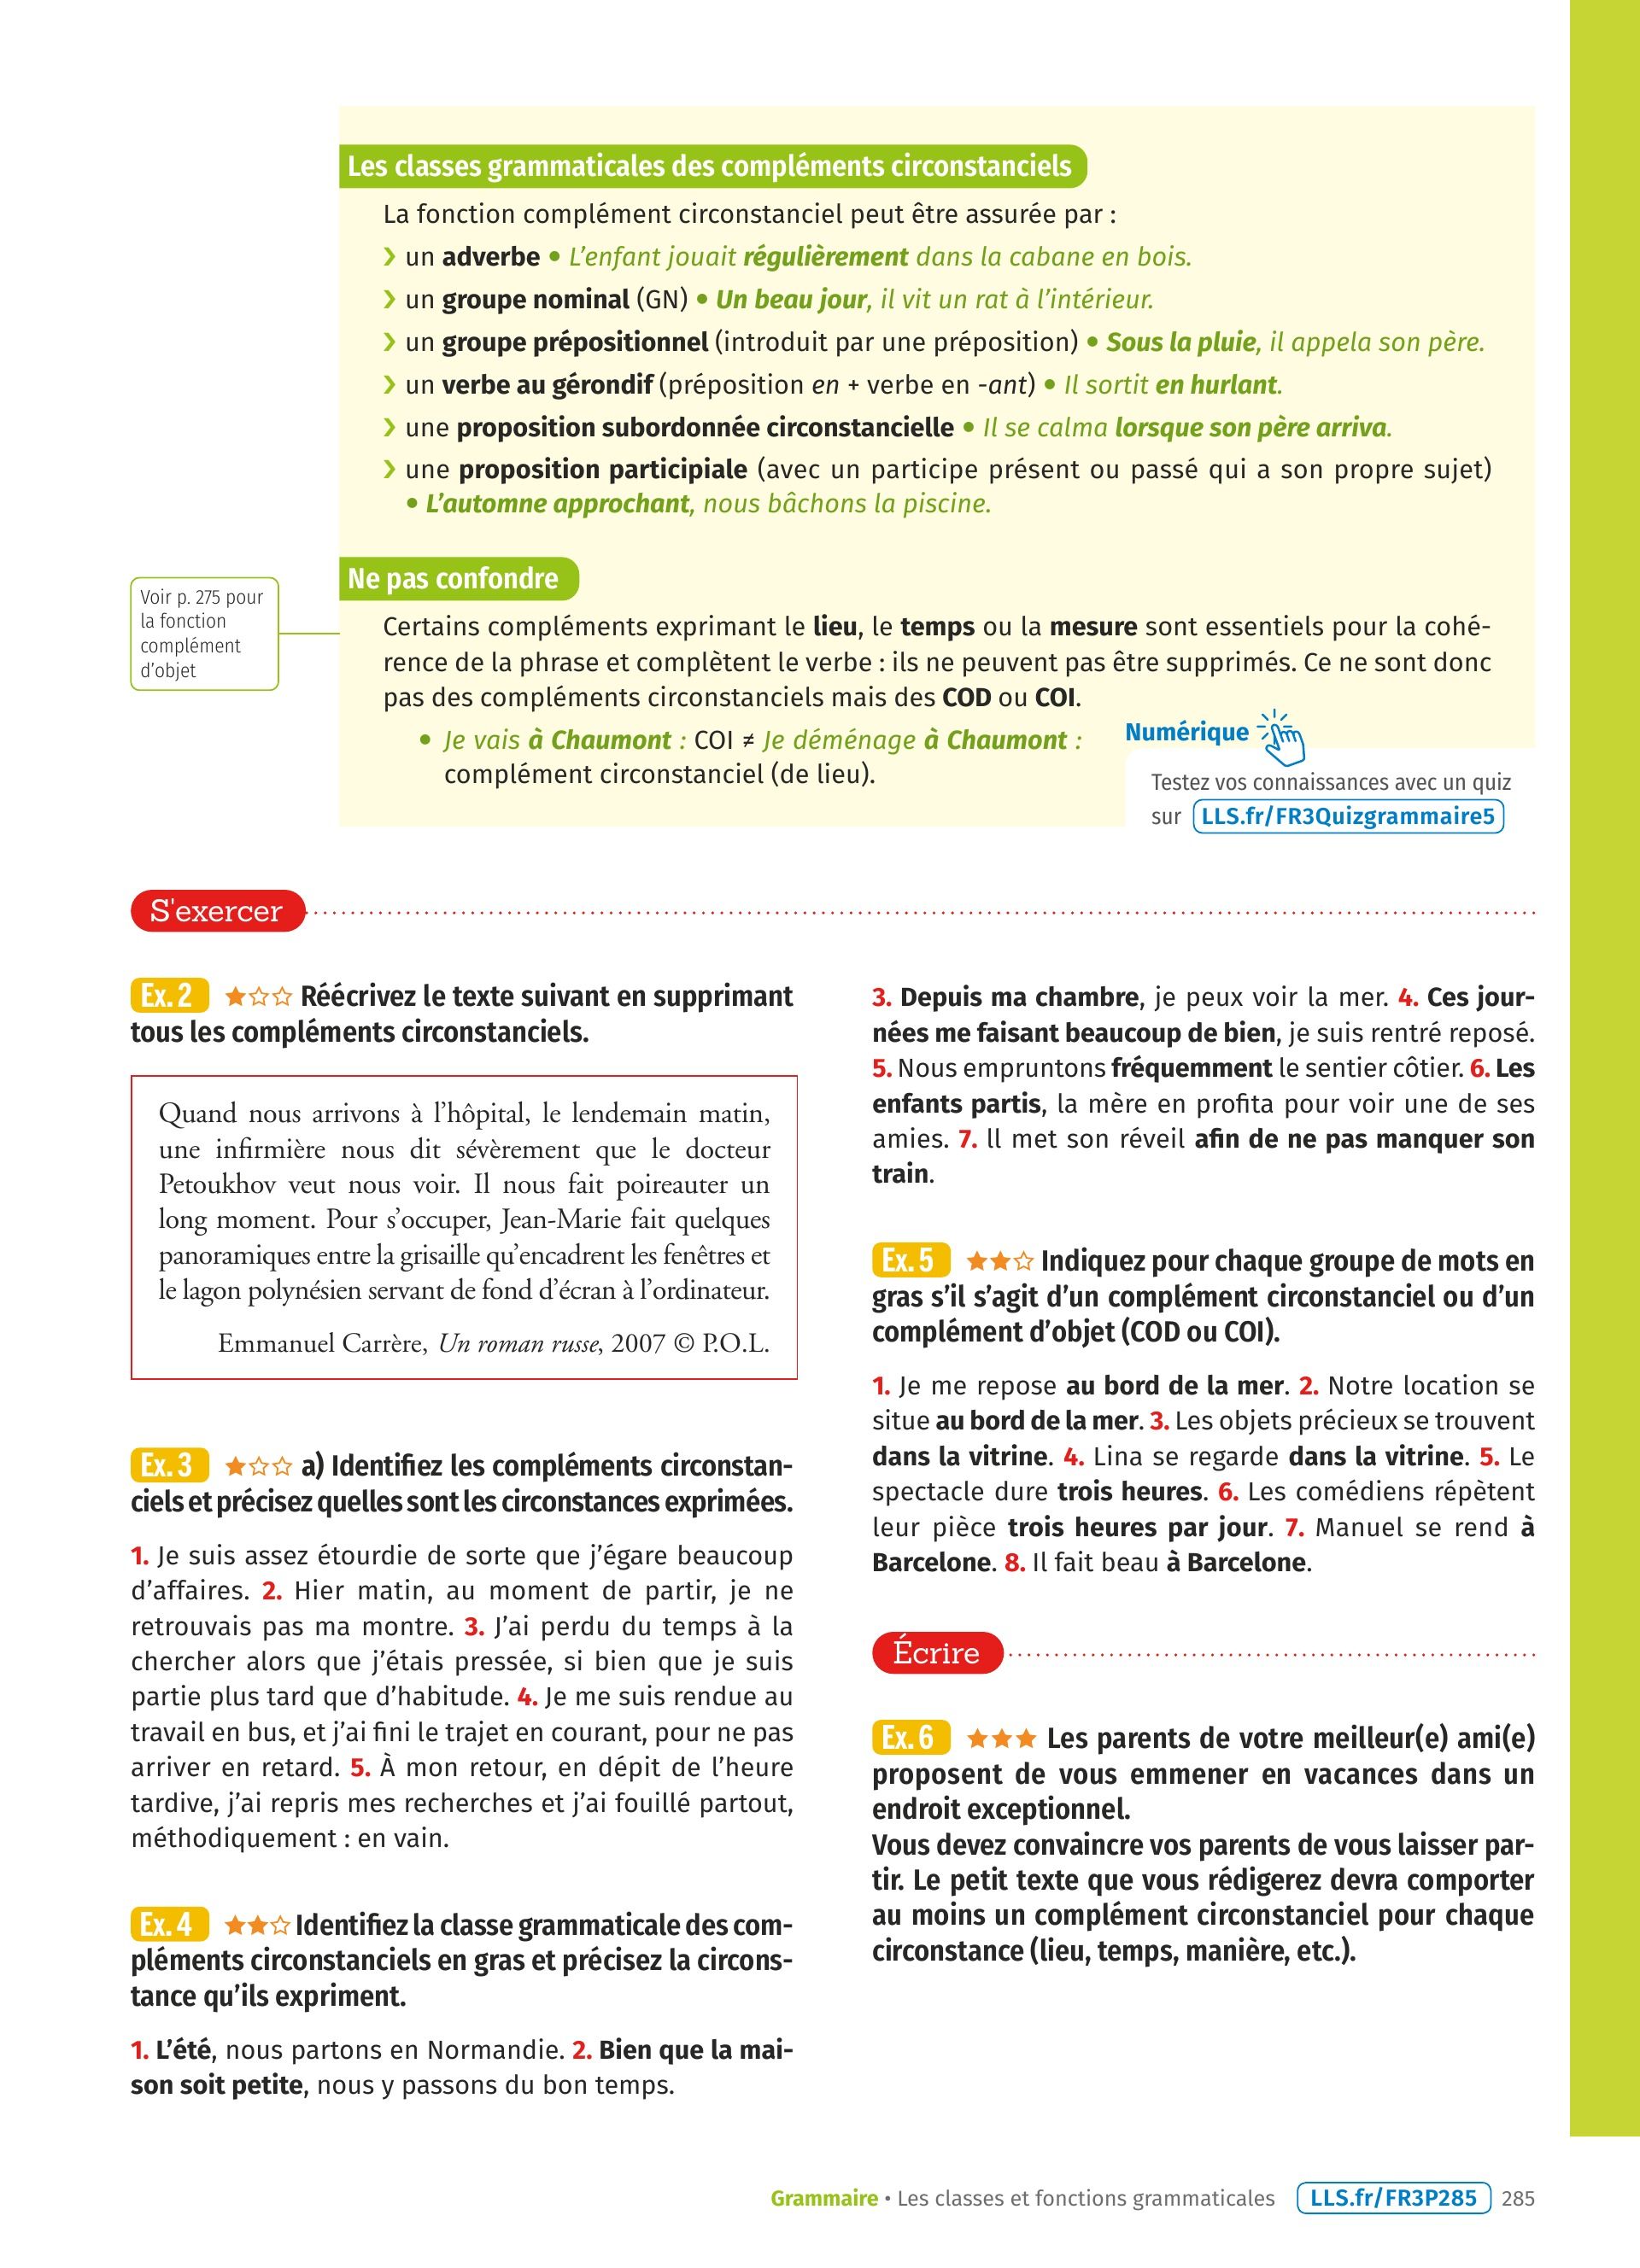 Les classes grammaticales des compléments circonstanciels
La fonction complément circonstanciel peut être assurée par :
❯ un adverbe • L'enfant jouait régulièrement dans la cabane en bois.
❯ un groupe nominal (GN) • Un beau jour, il vit un rat à l'intérieur.
❯ un groupe prépositionnel (introduit par une préposition) • Sous la pluie, il appela son père.
❯ un verbe au gérondif (préposition en + verbe en -ant) • Il sortit en hurlant.
❯ une proposition subordonnée circonstancielle • Il se calma lorsque son père arriva.
❯ une proposition participiale (avec un participe présent ou passé qui a son propre sujet)
• L'automne approchant, nous bâchons la piscine.
Ne pas confondre
Voir p. 275 pour
la fonction
complément
d'objet
Certains compléments exprimant le lieu, le temps ou la mesure sont essentiels pour la cohé-
rence de la phrase et complètent le verbe : ils ne peuvent pas être supprimés. Ce ne sont donc
pas des compléments circonstanciels mais des COD ou COI.
• Je vais à Chaumont : COI ≠ Je déménage à Chaumont :
complément circonstanciel (de lieu).
Numérique
Testez vos connaissances avec un quiz
sur LLS.fr/FR3Quizgrammaire5
S'exercer
Ex. 2 ★☆☆ Réécrivez le texte suivant en supprimant
tous les compléments circonstanciels.
Quand nous arrivons à l'hôpital, le lendemain matin,
une infirmière nous dit sévèrement que le docteur
Petoukhov veut nous voir. Il nous fait poireauter un
long moment. Pour s'occuper, Jean-Marie fait quelques
panoramiques entre la grisaille qu'encadrent les fenêtres et
le lagon polynésien servant de fond d'écran à l'ordinateur.
Emmanuel Carrère, Un roman russe, 2007 © P.O.L.
Ex. 3 ★☆☆ a) Identifiez les compléments circonstan-
ciels et précisez quelles sont les circonstances exprimées.
1. Je suis assez étourdie de sorte que j'égare beaucoup
d'affaires. 2. Hier matin, au moment de partir, je ne
retrouvais pas ma montre. 3. J'ai perdu du temps à la
chercher alors que j'étais pressée, si bien que je suis
partie plus tard que d'habitude. 4. Je me suis rendue au
travail en bus, et j'ai fini le trajet en courant, pour ne pas
arriver en retard. 5. À mon retour, en dépit de l'heure
tardive, j'ai repris mes recherches et j'ai fouillé partout,
méthodiquement : en vain.
Ex. 4 ★★☆ Identifiez la classe grammaticale des com-
pléments circonstanciels en gras et précisez la circons-
tance qu'ils expriment.
1. L'été, nous partons en Normandie. 2. Bien que la mai-
son soit petite, nous y passons du bon temps.
3. Depuis ma chambre, je peux voir la mer. 4. Ces jour-
nées me faisant beaucoup de bien, je suis rentré reposé.
5. Nous empruntons fréquemment le sentier côtier. 6. Les
enfants partis, la mère en profita pour voir une de ses
amies. 7. ll met son réveil afin de ne pas manquer son
train.
Ex. 5 ★★☆ Indiquez pour chaque groupe de mots en
gras s'il s'agit d'un complément circonstanciel ou d'un
complément d'objet (COD ou COI).
1. Je me repose au bord de la mer. 2. Notre location se
situe au bord de la mer. 3. Les objets précieux se trouvent
dans la vitrine. 4. Lina se regarde dans la vitrine. 5. Le
spectacle dure trois heures. 6. Les comédiens répètent
leur pièce trois heures par jour. 7. Manuel se rend à
Barcelone. 8. Il fait beau à Barcelone.
Écrire
Ex. 6 ★★★ Les parents de votre meilleur(e) ami(e)
proposent de vous emmener en vacances dans un
endroit exceptionnel.
Vous devez convaincre vos parents de vous laisser par-
tir. Le petit texte que vous rédigerez devra comporter
au moins un complément circonstanciel pour chaque
circonstance (lieu, temps, manière, etc.).
Grammaire • Les classes et fonctions grammaticales LLS.fr/FR3P285 285